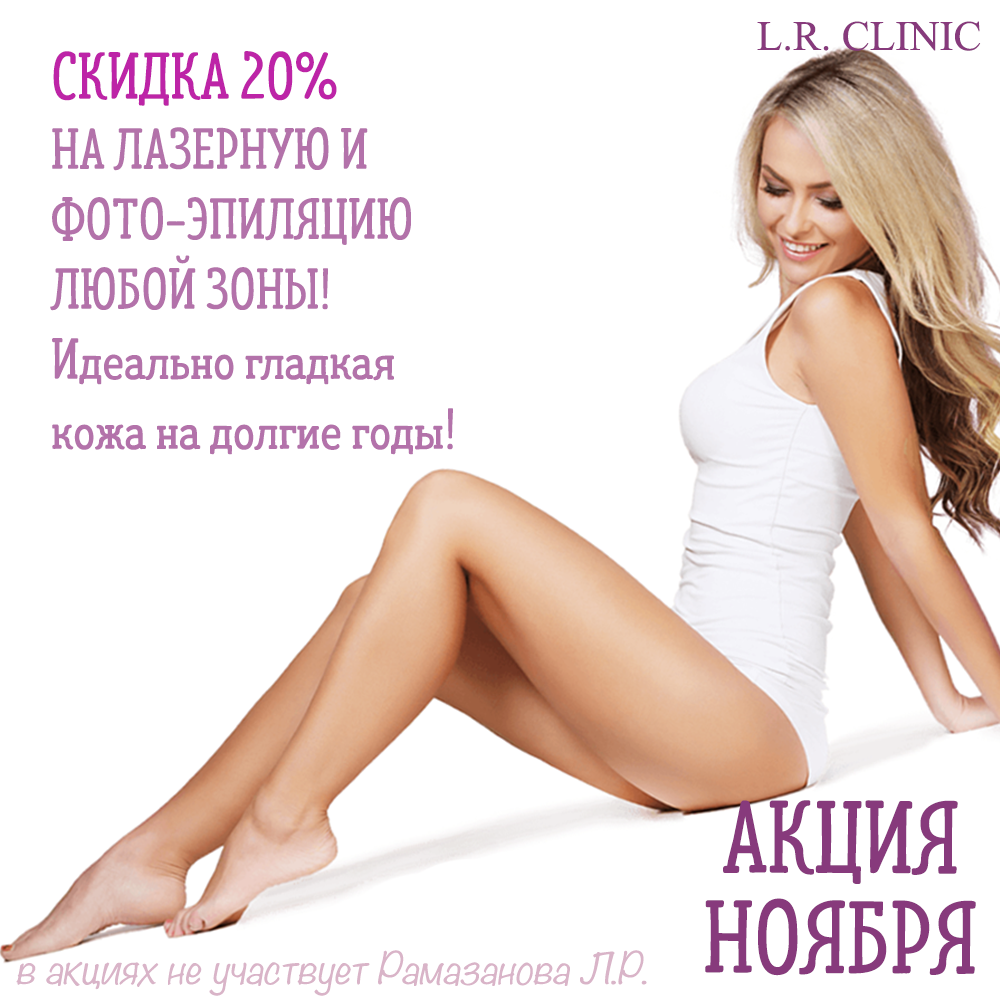 L.R. CLINIC
СКИДКА 20%
НА ЛАЗЕРНУЮ И
ФОТО-ЭПИЛЯЦИЮ
ЛЮБОЙ ЗОНЫ!
Идеально гладкая
кожа на долгие годы!
АКЦИЯ
НОЯБРЯ
в акциях не участвует Рамазанова Л.Р.